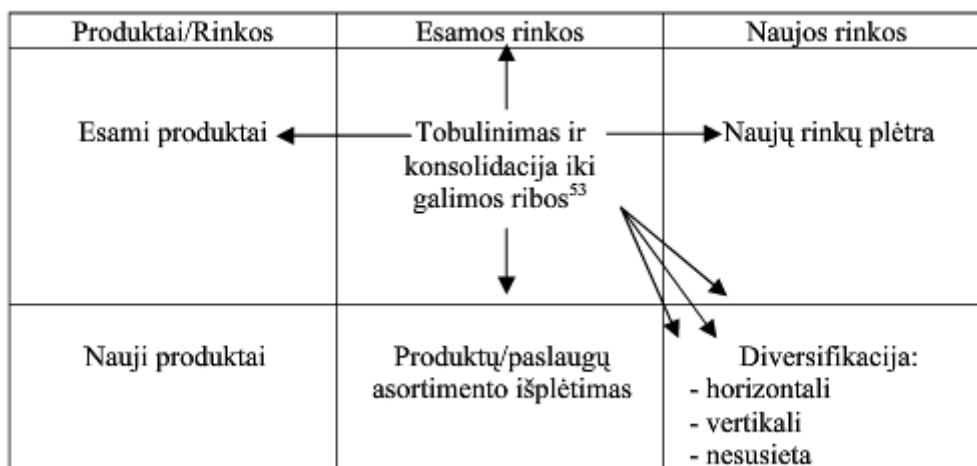 Produktai/Rinkos
Esamos rinkos
Naujos rinkos
Esami produktai
Tobulinimas ir
konsolidacija iki
galimos ribos53
Naujų rinkų plėtra
Nauji produktai
Produktų/paslaugų
asortimento išplėtimas
Diversifikacija:
- horizontali
- vertikali
- nesusieta